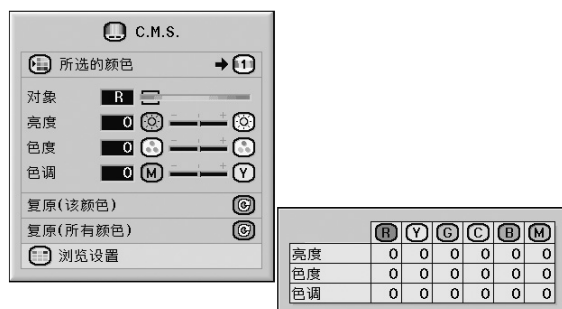 C.M.S.
所选的颜色 1
对象 R
亮度 0 - +
色度 0 - +
色调 0 M - + Y
复原(该颜色)
复原(所有颜色)
浏览设置
R Y G C B M
亮度 0 0 0 0 0 0
色度 0 0 0 0 0 0
色调 0 0 0 0 0 0